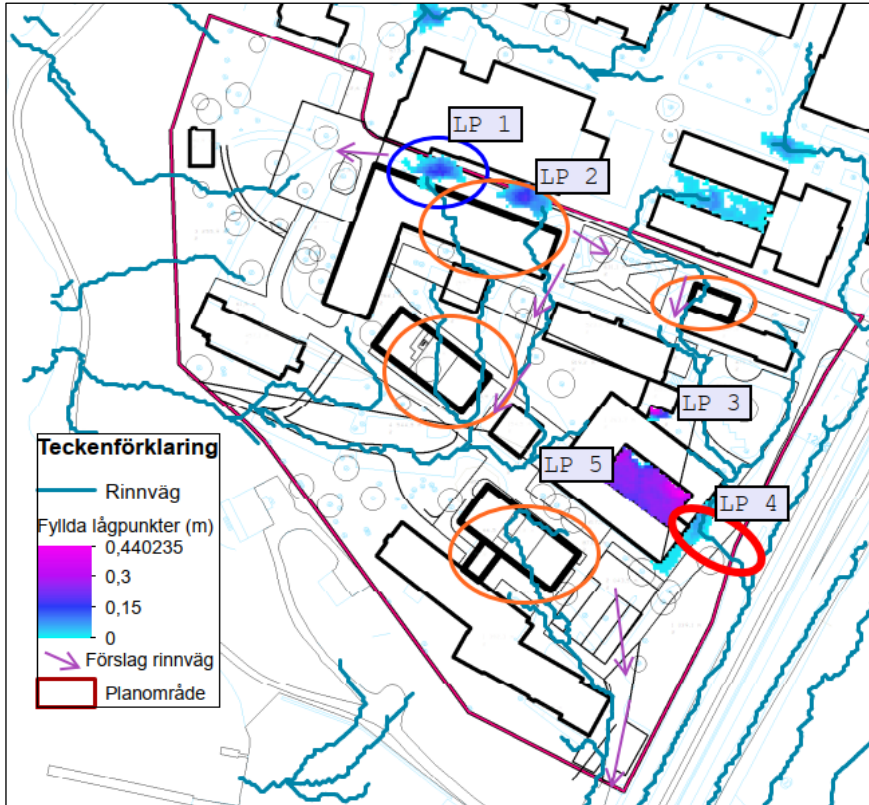 LP 1
LP 2
LP 3
LP 5
LP 4
Teckenförklaring
Rinnväg
Fyllda lågpunkter (m)
0,440235
0,3
0,15
0
Förslag rinnväg
Planområde